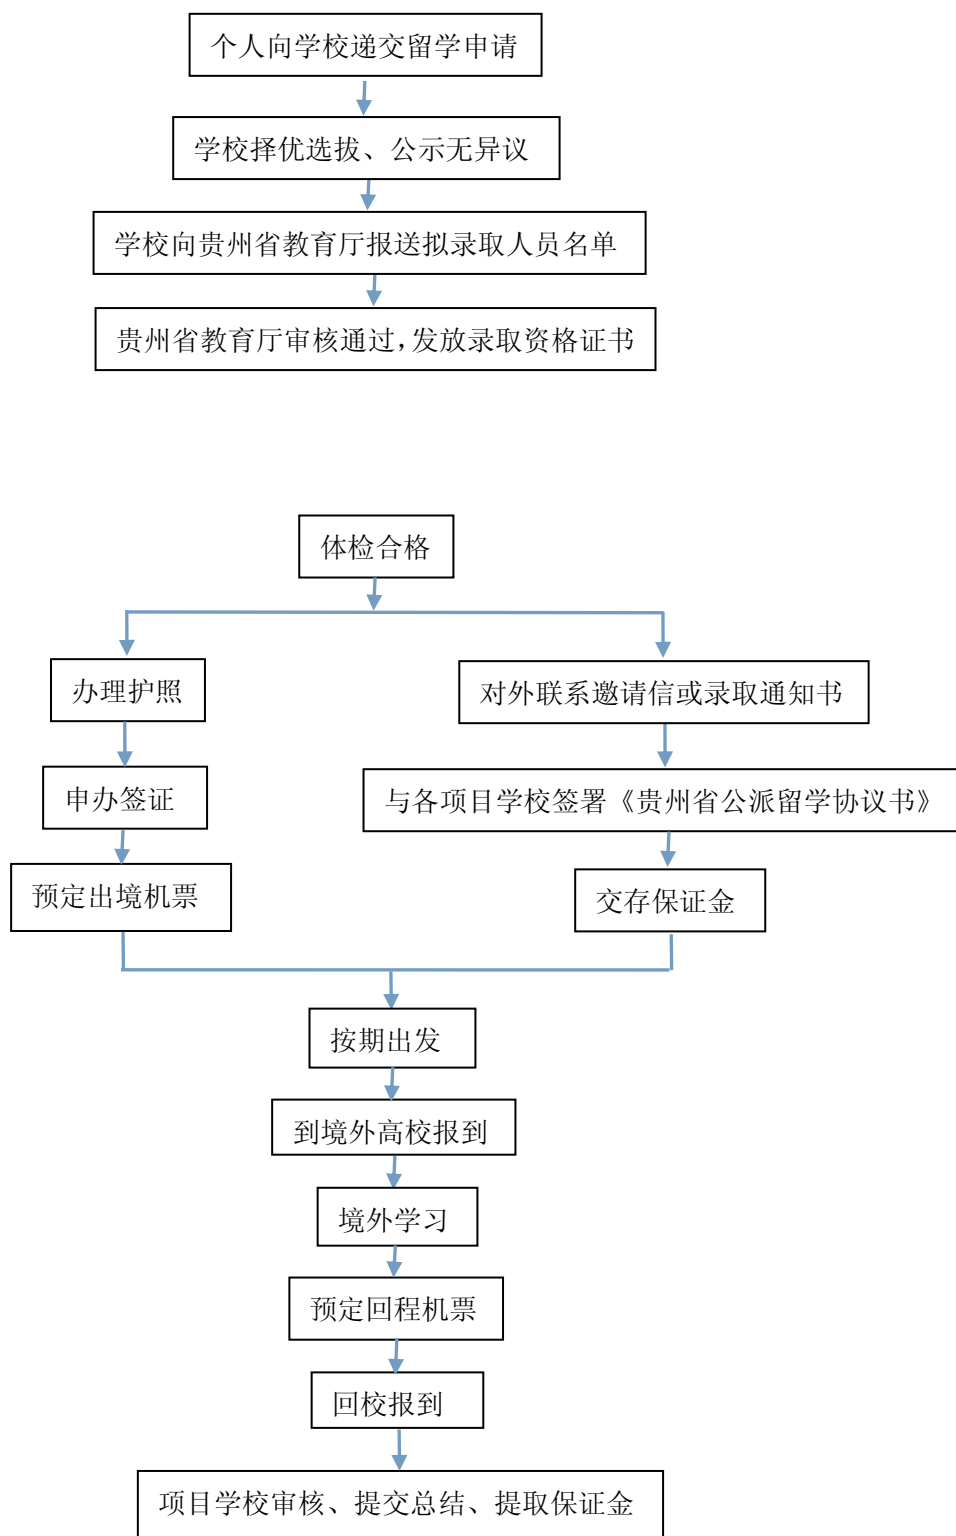 个人向学校递交留学申请
学校择优选拔、公示无异议
学校向贵州省教育厅报送拟录取人员名单
贵州省教育厅审核通过,发放录取资格证书
体检合格
办理护照
对外联系邀请信或录取通知书
申办签证
与各项目学校签署《贵州省公派留学协议书》
预定出境机票
交存保证金
按期出发
到境外高校报到
境外学习
预定回程机票
回校报到
项目学校审核、提交总结、提取保证金